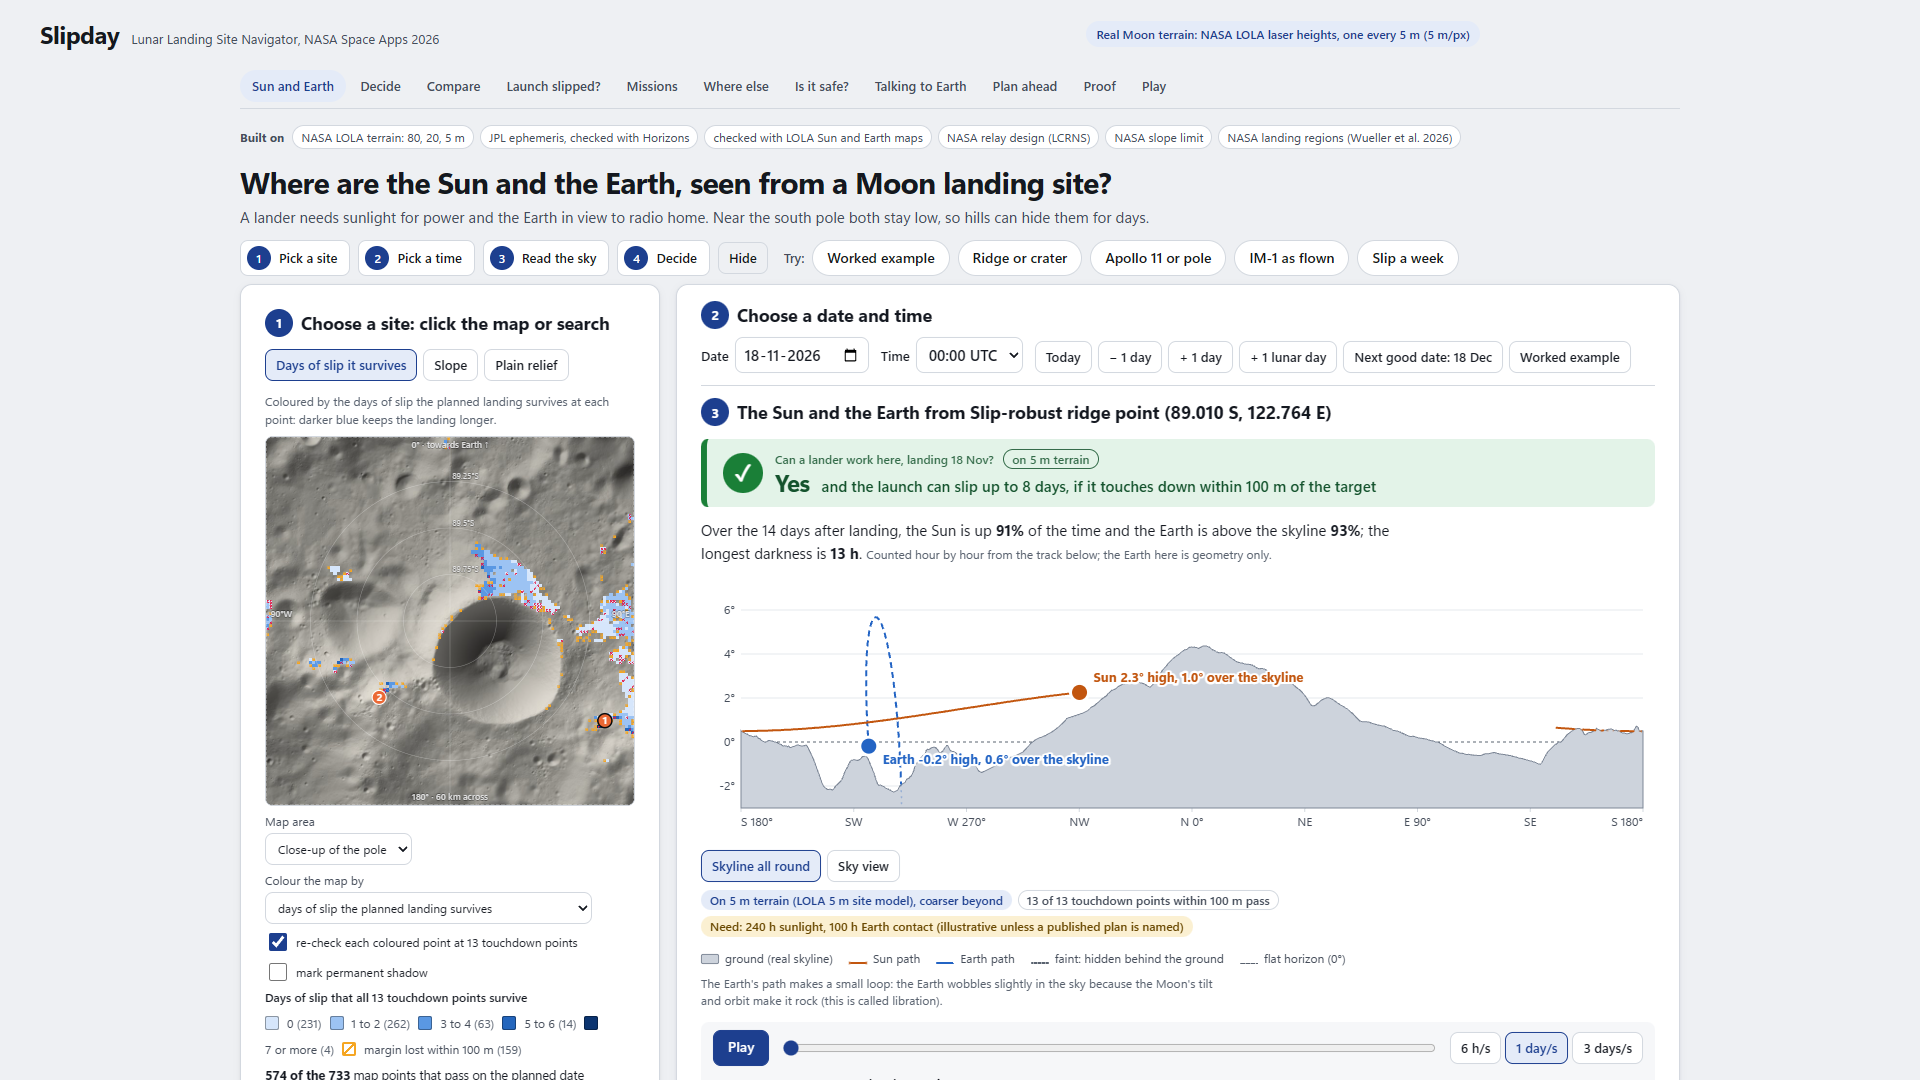 Slipday Lunar Landing Site Navigator, NASA Space Apps 2026
Real Moon terrain: NASA LOLA laser heights, one every 5 m (5 m/px)
Sun and Earth Decide Compare Launch slipped? Missions Where else Is it safe? Talking to Earth Plan ahead Proof Play
Built on NASA LOLA terrain: 80, 20, 5 m JPL ephemeris, checked with Horizons checked with LOLA Sun and Earth maps NASA relay design (LCRNS) NASA slope limit NASA landing regions (Wueller et al. 2026)
Where are the Sun and the Earth, seen from a Moon landing site?
A lander needs sunlight for power and the Earth in view to radio home. Near the south pole both stay low, so hills can hide them for days.
1 Pick a site 2 Pick a time 3 Read the sky 4 Decide Hide Try: Worked example Ridge or crater Apollo 11 or pole IM-1 as flown Slip a week
1 Choose a site: click the map or search
Days of slip it survives Slope Plain relief
Coloured by the days of slip the planned landing survives at each
point: darker blue keeps the landing longer.
0° · towards Earth ↑
89.25°S
89.5°S
89.75°S
90°W
90°E
2
1
180° · 60 km across
Map area
Close-up of the pole
Colour the map by
days of slip the planned landing survives
re-check each coloured point at 13 touchdown points
mark permanent shadow
Days of slip that all 13 touchdown points survive
0 (231) 1 to 2 (262) 3 to 4 (63) 5 to 6 (14)
7 or more (4) margin lost within 100 m (159)
574 of the 733 map points that pass on the planned date
2 Choose a date and time
Date 18-11-2026 Time 00:00 UTC Today − 1 day + 1 day + 1 lunar day Next good date: 18 Dec Worked example
3 The Sun and the Earth from Slip-robust ridge point (89.010 S, 122.764 E)
Can a lander work here, landing 18 Nov? on 5 m terrain
Yes and the launch can slip up to 8 days, if it touches down within 100 m of the target
Over the 14 days after landing, the Sun is up 91% of the time and the Earth is above the skyline 93%; the
longest darkness is 13 h. Counted hour by hour from the track below; the Earth here is geometry only.
6°
4°
2°
0°
-2°
Sun 2.3° high, 1.0° over the skyline
Earth -0.2° high, 0.6° over the skyline
S 180° SW W 270° NW N 0° NE E 90° SE S 180°
Skyline all round Sky view
On 5 m terrain (LOLA 5 m site model), coarser beyond 13 of 13 touchdown points within 100 m pass
Need: 240 h sunlight, 100 h Earth contact (illustrative unless a published plan is named)
ground (real skyline) Sun path Earth path faint: hidden behind the ground flat horizon (0°)
The Earth's path makes a small loop: the Earth wobbles slightly in the sky because the Moon's tilt
and orbit make it rock (this is called libration).
Play 6 h/s 1 day/s 3 days/s